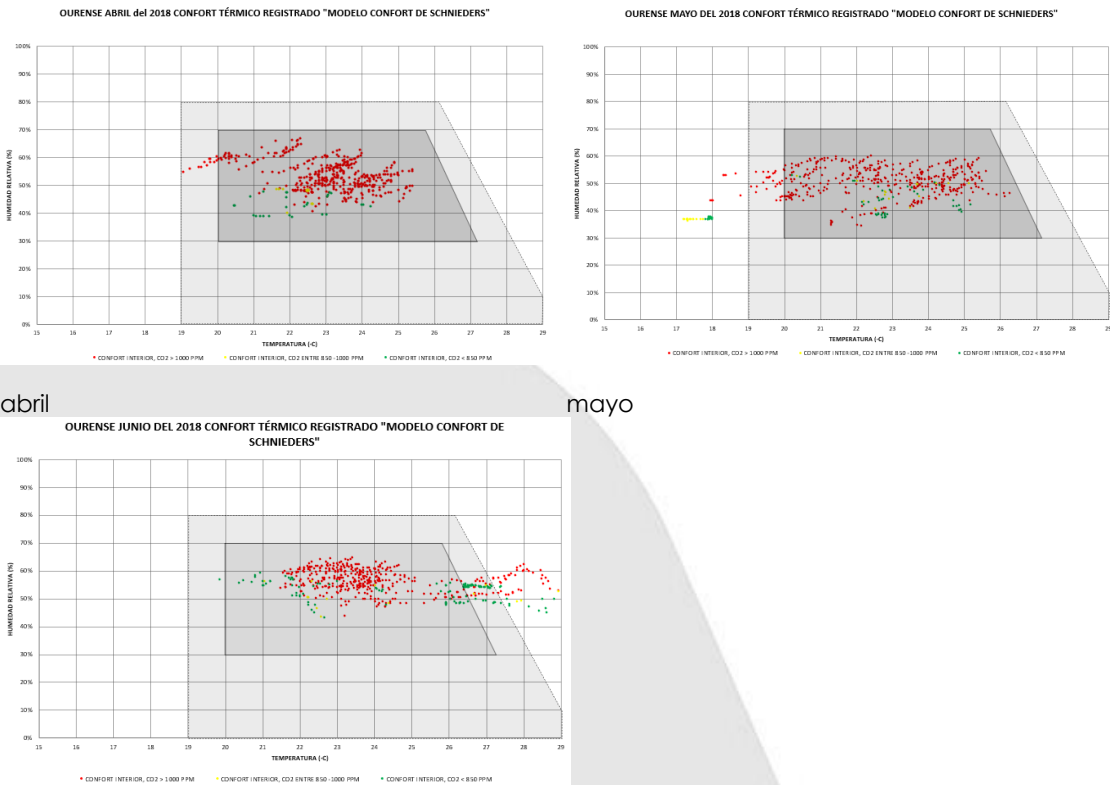 OURENSE ABRIL del 2018 CONFORT TÉRMICO REGISTRADO "MODELO CONFORT DE SCHNIEDERS"
100%
90%
80%
70%
60%
50%
40%
30%
20%
10%
0%
HUMEDAD RELATIVA (%)
15 16 17 18 19 20 21 22 23 24 25 26 27 28 29
TEMPERATURA (-C)
CONFORT INTERIOR, CO2 > 1000 PPM CONFORT INTERIOR, CO2 ENTRE 850 -1000 PPM CONFORT INTERIOR, CO2 < 850 PPM
abril
OURENSE MAYO DEL 2018 CONFORT TÉRMICO REGISTRADO "MODELO CONFORT DE SCHNIEDERS"
100%
90%
80%
70%
60%
50%
40%
30%
20%
10%
0%
HUMEDAD RELATIVA (%)
15 16 17 18 19 20 21 22 23 24 25 26 27 28 29
TEMPERATURA (-C)
CONFORT INTERIOR, CO2 > 1000 PPM CONFORT INTERIOR, CO2 ENTRE 850 -1000 PPM CONFORT INTERIOR, CO2 < 850 PPM
mayo
OURENSE JUNIO DEL 2018 CONFORT TÉRMICO REGISTRADO "MODELO CONFORT DE
SCHNIEDERS"
100%
90%
80%
70%
60%
50%
40%
30%
20%
10%
0%
HUMEDAD RELATIVA (%)
15 16 17 18 19 20 21 22 23 24 25 26 27 28 29
TEMPERATURA (-C)
CONFORT INTERIOR, CO2 > 1000 PPM CONFORT INTERIOR, CO2 ENTRE 850 -1000 PPM CONFORT INTERIOR, CO2 < 850 PPM